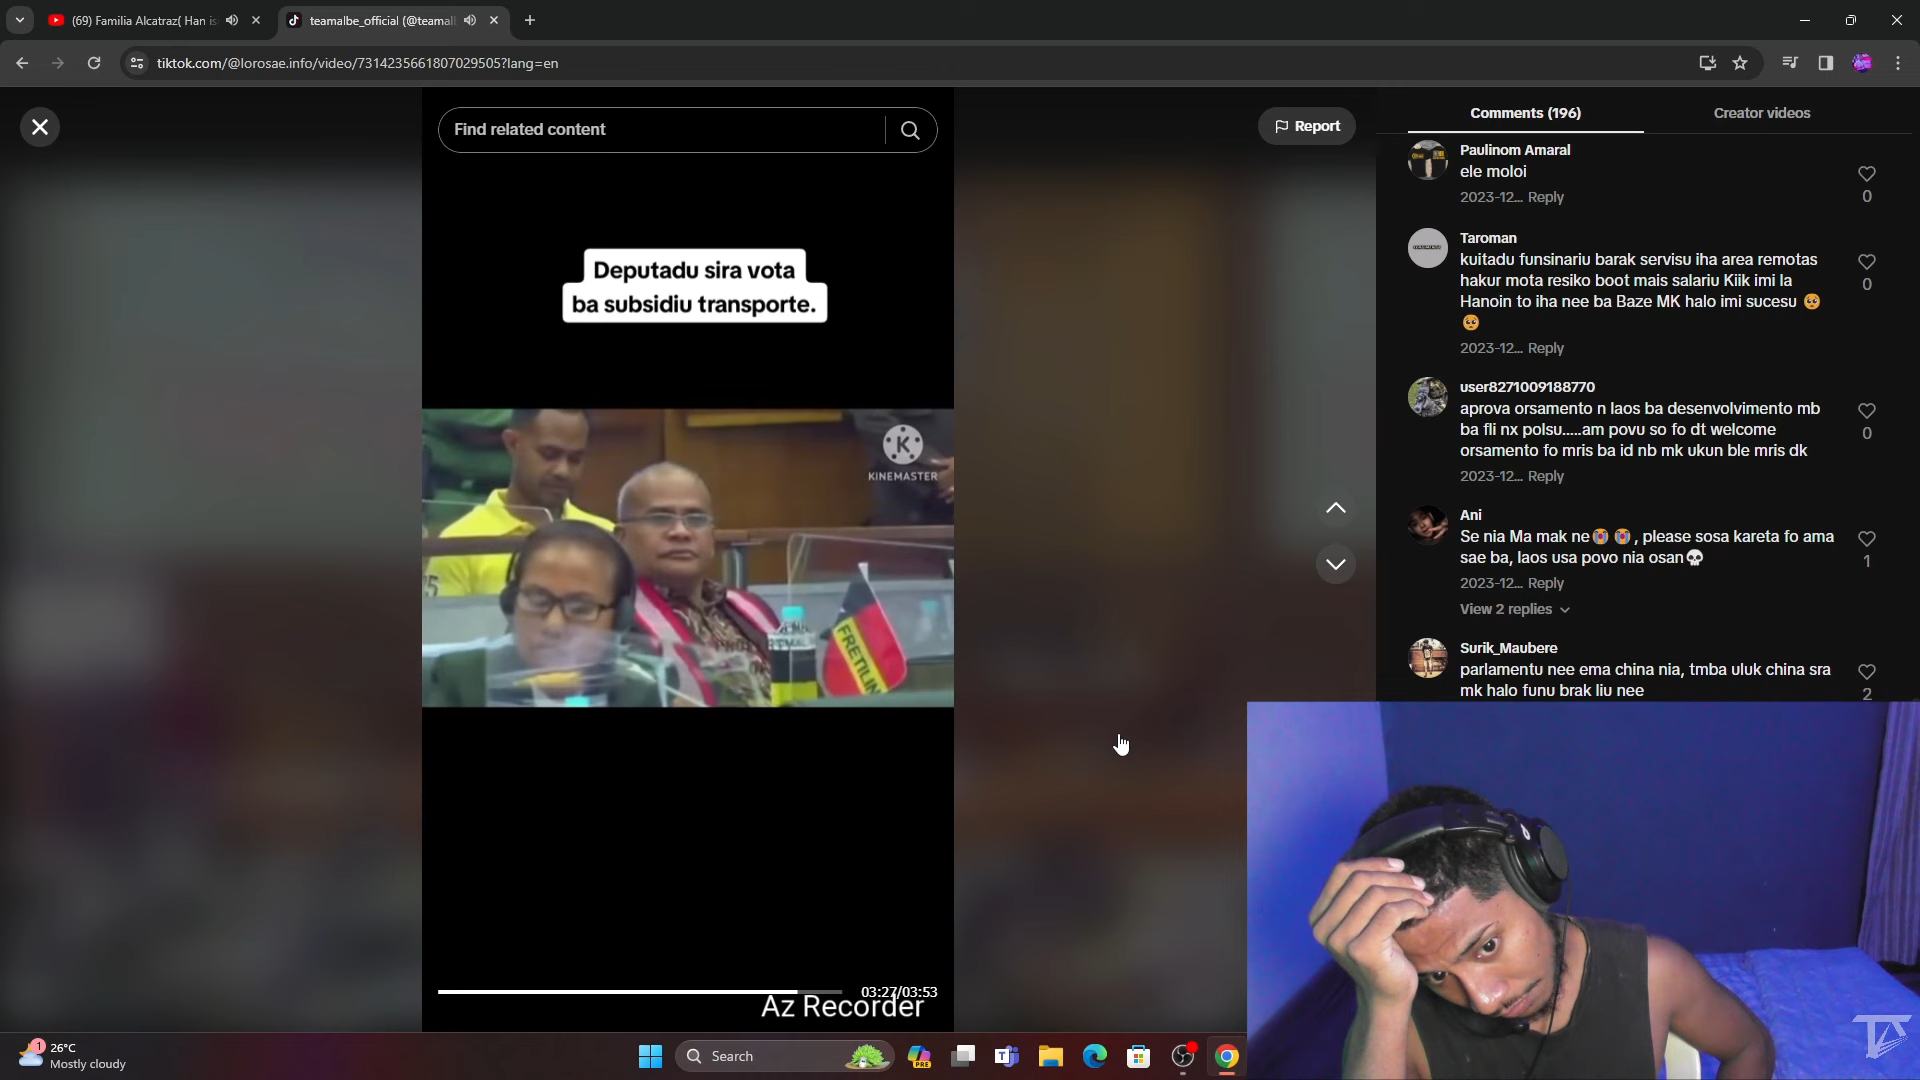 (69) Familia Alcatraz( Han is
teamalbe_official (@teamalb
tiktok.com/@lorosae.info/video/7314235661807029505?lang=en
Find related content
Report
Deputadu sira vota
ba subsidiu transporte.
KINEMASTER
FRETILIN
03:27/03:53
Az Recorder
Comments (196)
Creator videos
Paulinom Amaral
ele moloi
2023-12... Reply
0
Taroman
kuitadu funsinariu barak servisu iha area remotas
hakur mota resiko boot mais salariu Kiik imi la
Hanoin to iha nee ba Baze MK halo imi sucesu 🥺
🥺
2023-12... Reply
0
user8271009188770
aprova orsamento n laos ba desenvolvimento mb
ba fli nx polsu.....am povu so fo dt welcome
orsamento fo mris ba id nb mk ukun ble mris dk
2023-12... Reply
0
Ani
Se nia Ma mak ne😭 😭 , please sosa kareta fo ama
sae ba, laos usa povo nia osan💀
2023-12... Reply
1
View 2 replies
Surik_Maubere
parlamentu nee ema china nia, tmba uluk china sra
mk halo funu brak liu nee
2
1
26°C
Mostly cloudy
Search
PRE